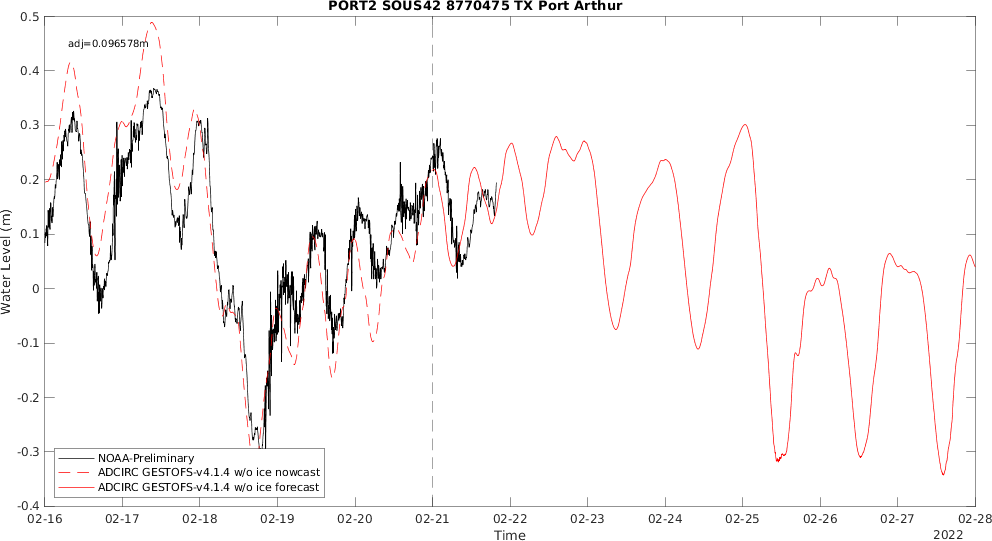 PORT2 SOUS42 8770475 TX Port Arthur
adj=0.096578m
0.5
0.4
0.3
0.2
0.1
0
-0.1
-0.2
-0.3
-0.4
Water Level (m)
NOAA-Preliminary
ADCIRC GESTOFS-v4.1.4 w/o ice nowcast
ADCIRC GESTOFS-v4.1.4 w/o ice forecast
02-16 02-17 02-18 02-19 02-20 02-21 02-22 02-23 02-24 02-25 02-26 02-27 02-28
Time
2022